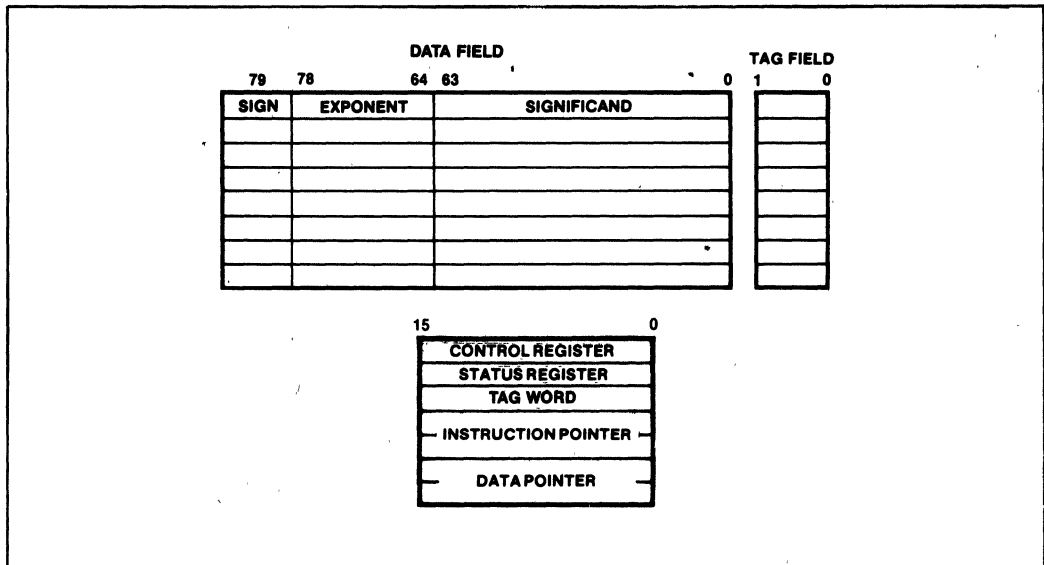 DATA FIELD
TAG FIELD
79 78 64 63 0 1 0
SIGN EXPONENT SIGNIFICAND
15 0
CONTROL REGISTER
STATUS REGISTER
TAG WORD
INSTRUCTION POINTER
DATA POINTER